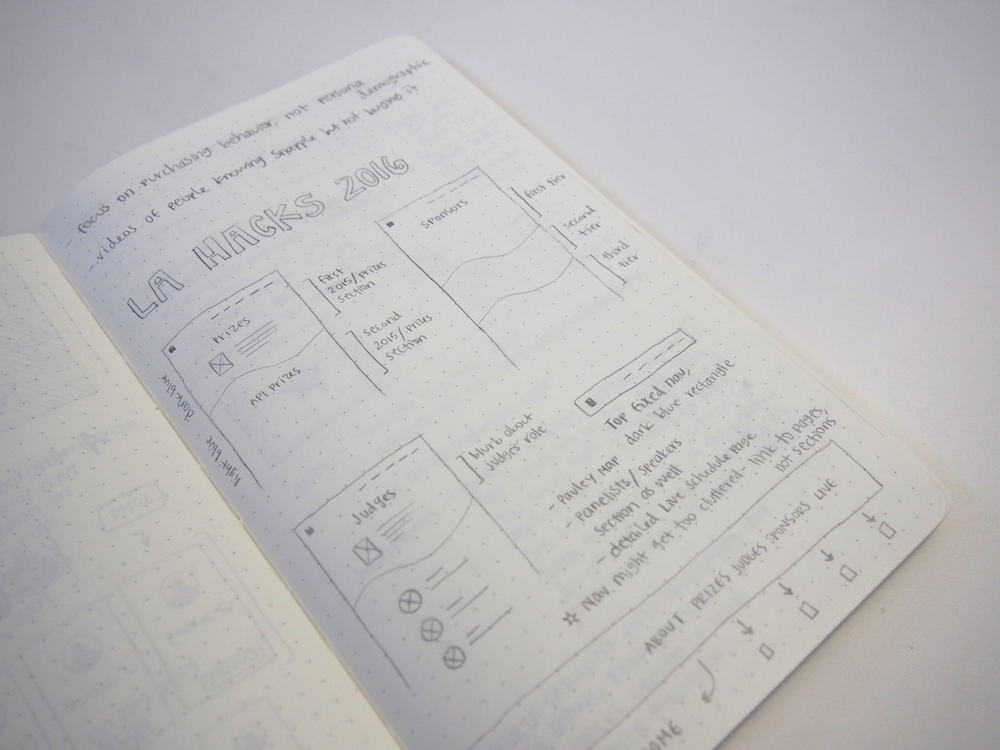 - focus on purchasing behavior, not persona
demographic
- videos of people knowing snapple but not buying it
LA HACKS 2016
Prizes
API Prizes
dark blue
light blue
first
2015/prizes
section
second
2015/prizes
section
Sponsors
first tier
second
tier
third
tier
Judges
blurb about
judges role
Top fixed nav,
dark blue rectangle
- Pauley Map
- Panelists/Speakers
section as well
- detailed live schedule page
☆ Nav might get too cluttered - link to pages,
not sections
ABOUT PRIZES JUDGES SPONSORS LIVE